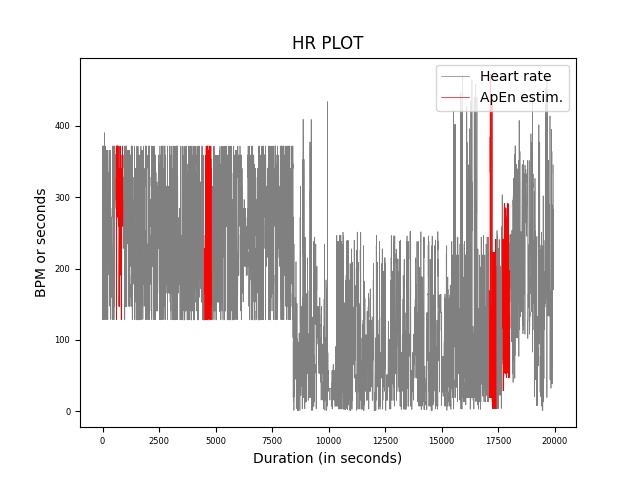 HR PLOT
Heart rate
ApEn estim.
BPM or seconds
400
300
200
100
0
0 2500 5000 7500 10000 12500 15000 17500 20000
Duration (in seconds)